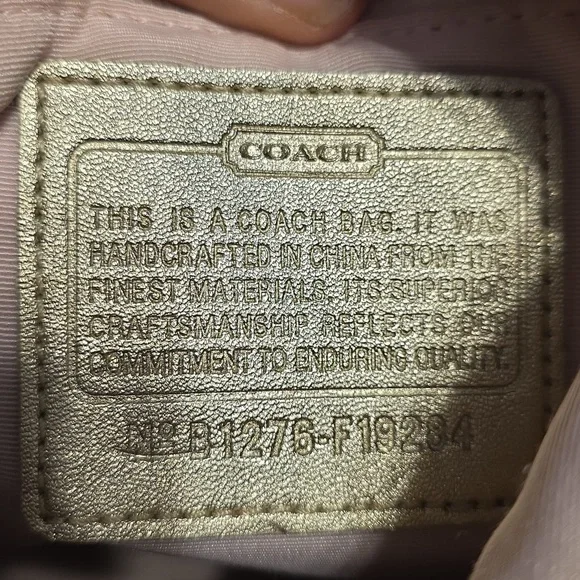 COACH
THIS IS A COACH BAG. IT WAS
HANDCRAFTED IN CHINA FROM THE
FINEST MATERIALS. ITS SUPERIOR
CRAFTSMANSHIP REFLECTS OUR
COMMITMENT TO ENDURING QUALITY.
Nº B1276-F19284